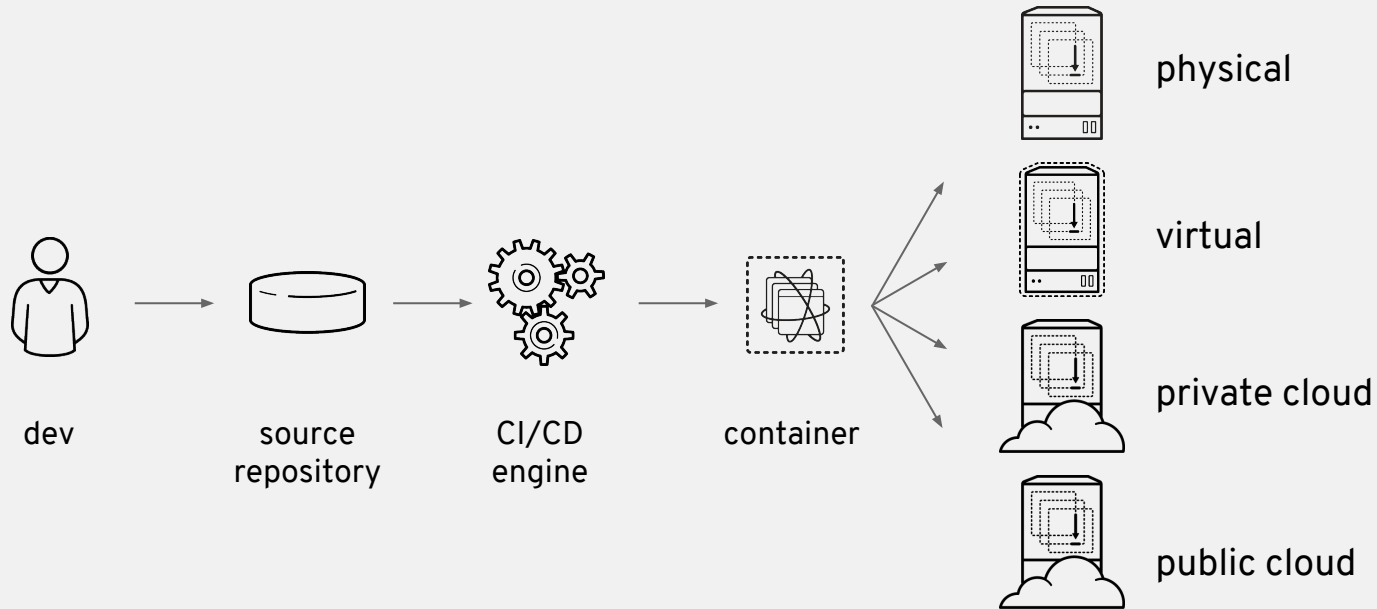 physical
virtual
private cloud
public cloud
dev
source
repository
CI/CD
engine
container